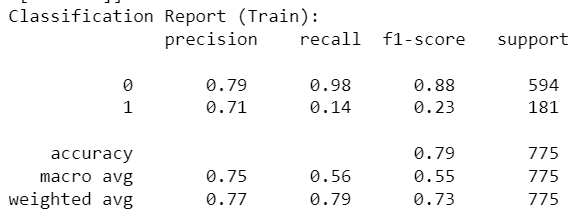 Classification Report (Train):
precision recall f1-score support
0 0.79 0.98 0.88 594
1 0.71 0.14 0.23 181
accuracy 0.79 775
macro avg 0.75 0.56 0.55 775
weighted avg 0.77 0.79 0.73 775